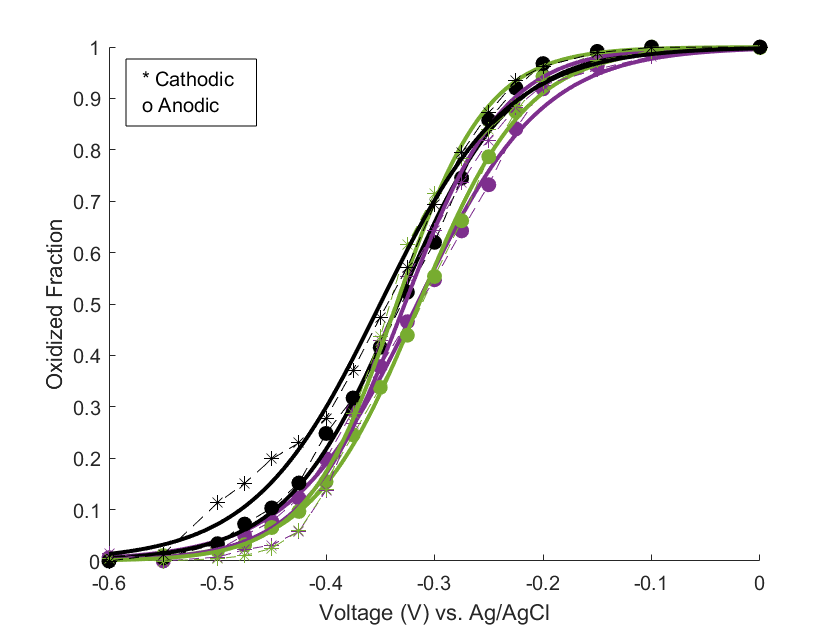 1
* Cathodic
o Anodic
0.9
0.8
0.7
0.6
0.5
0.4
0.3
0.2
0.1
0
Oxidized Fraction
-0.6 -0.5 -0.4 -0.3 -0.2 -0.1 0
Voltage (V) vs. Ag/AgCl